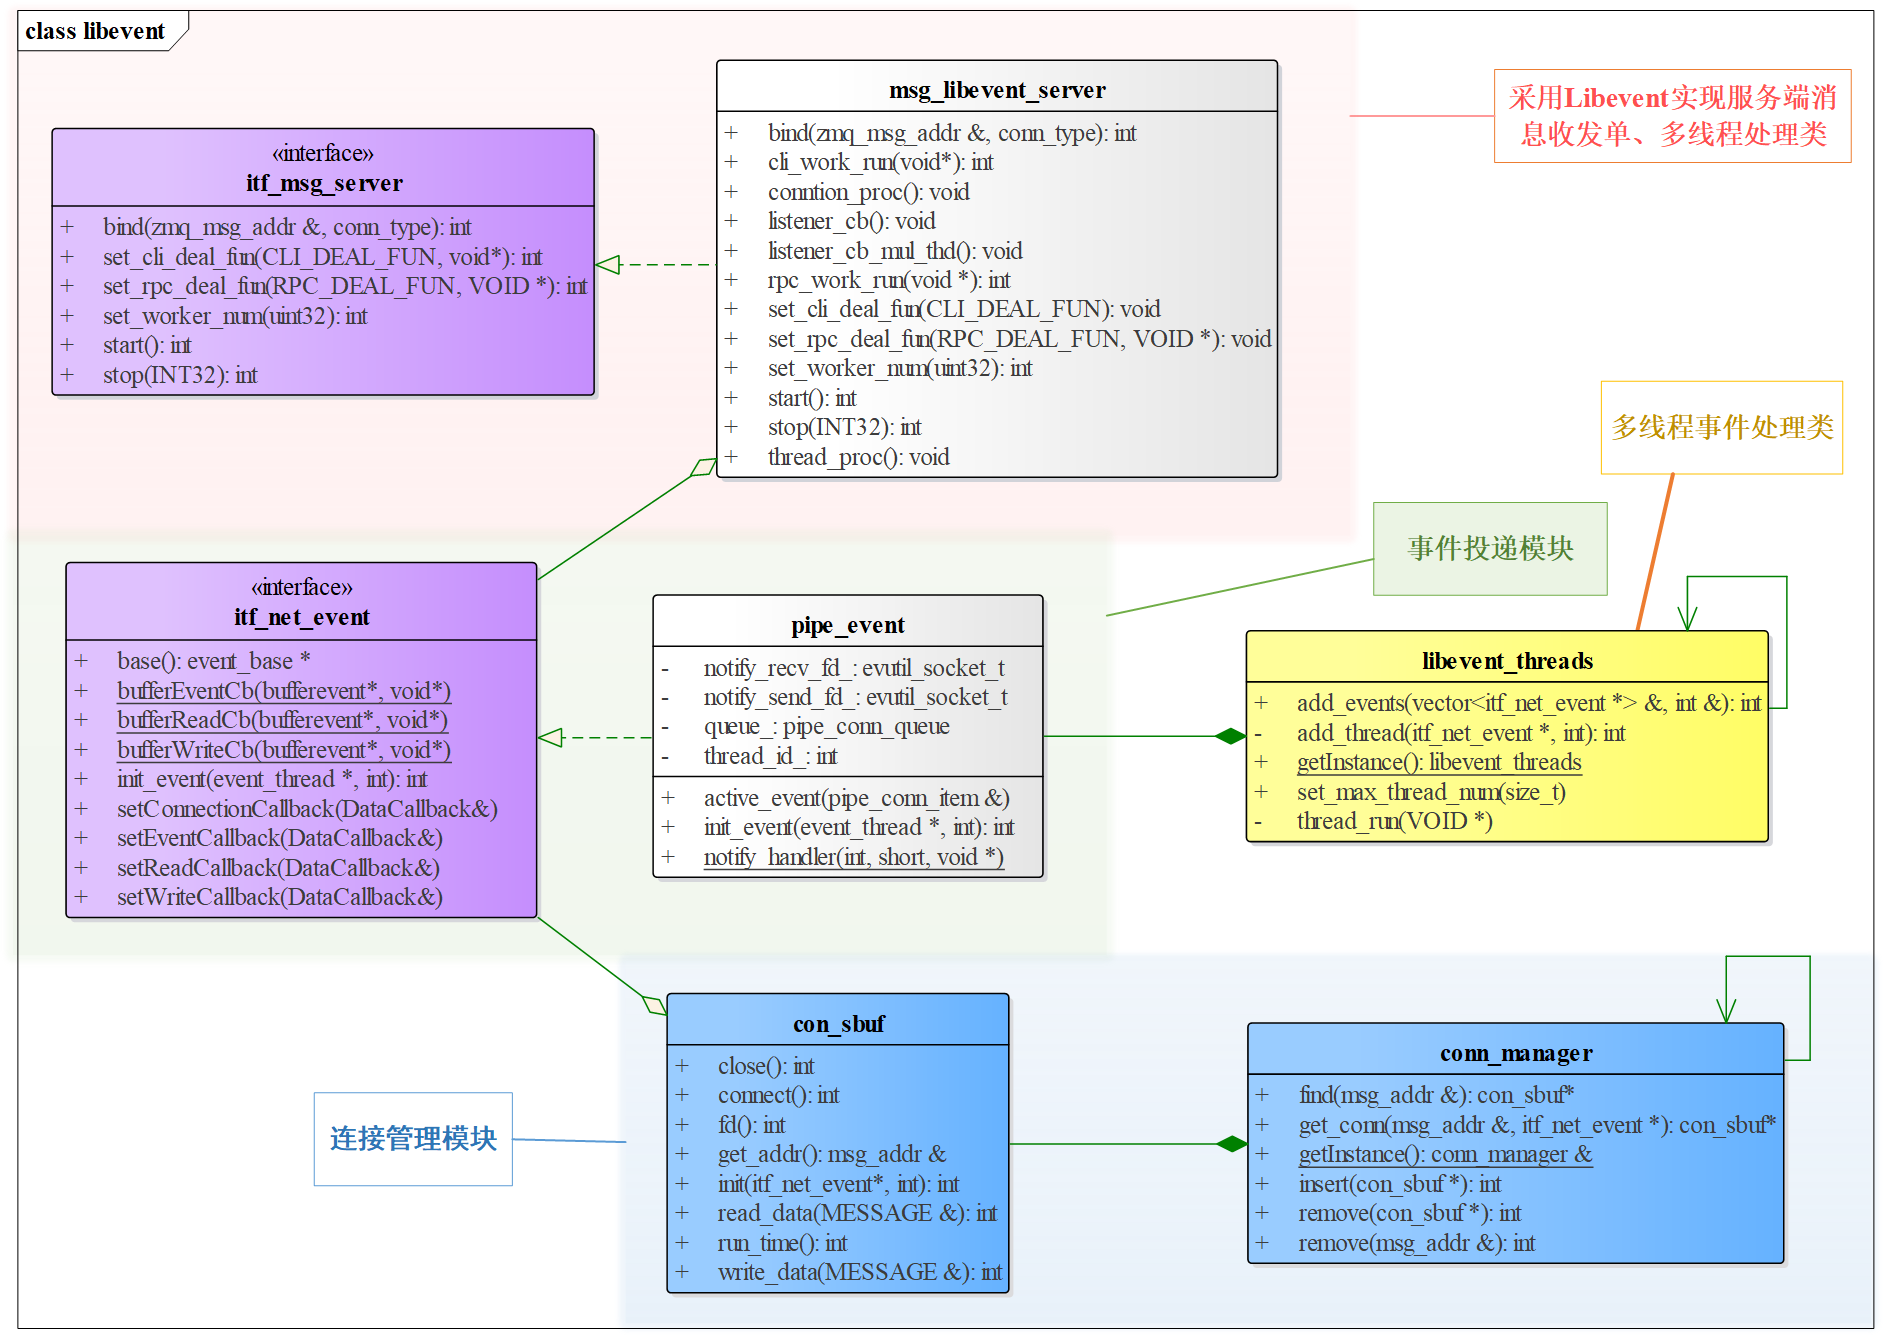 class libevent
msg_libevent_server
+ bind(zmq_msg_addr &, conn_type): int
+ cli_work_run(void*): int
+ conntion_proc(): void
+ listener_cb(): void
+ listener_cb_mul_thd(): void
+ rpc_work_run(void *): int
+ set_cli_deal_fun(CLI_DEAL_FUN): void
+ set_rpc_deal_fun(RPC_DEAL_FUN, VOID *): void
+ set_worker_num(uint32): int
+ start(): int
+ stop(INT32): int
+ thread_proc(): void
采用Libevent实现服务端消
息收发单、多线程处理类
«interface»
itf_msg_server
+ bind(zmq_msg_addr &, conn_type): int
+ set_cli_deal_fun(CLI_DEAL_FUN, void*): int
+ set_rpc_deal_fun(RPC_DEAL_FUN, VOID *): int
+ set_worker_num(uint32): int
+ start(): int
+ stop(INT32): int
多线程事件处理类
事件投递模块
«interface»
itf_net_event
+ base(): event_base *
+ bufferEventCb(bufferevent*, void*)
+ bufferReadCb(bufferevent*, void*)
+ bufferWriteCb(bufferevent*, void*)
+ init_event(event_thread *, int): int
+ setConnectionCallback(DataCallback&)
+ setEventCallback(DataCallback&)
+ setReadCallback(DataCallback&)
+ setWriteCallback(DataCallback&)
pipe_event
- notify_recv_fd_: evutil_socket_t
- notify_send_fd_: evutil_socket_t
- queue_: pipe_conn_queue
- thread_id_: int
+ active_event(pipe_conn_item &)
+ init_event(event_thread *, int): int
+ notify_handler(int, short, void *)
libevent_threads
+ add_events(vector<itf_net_event *> &, int &): int
- add_thread(itf_net_event *, int): int
+ getInstance(): libevent_threads
+ set_max_thread_num(size_t)
- thread_run(VOID *)
con_sbuf
+ close(): int
+ connect(): int
+ fd(): int
+ get_addr(): msg_addr &
+ init(itf_net_event*, int): int
+ read_data(MESSAGE &): int
+ run_time(): int
+ write_data(MESSAGE &): int
conn_manager
+ find(msg_addr &): con_sbuf*
+ get_conn(msg_addr &, itf_net_event *): con_sbuf*
+ getInstance(): conn_manager &
+ insert(con_sbuf *): int
+ remove(con_sbuf *): int
+ remove(msg_addr &): int
连接管理模块